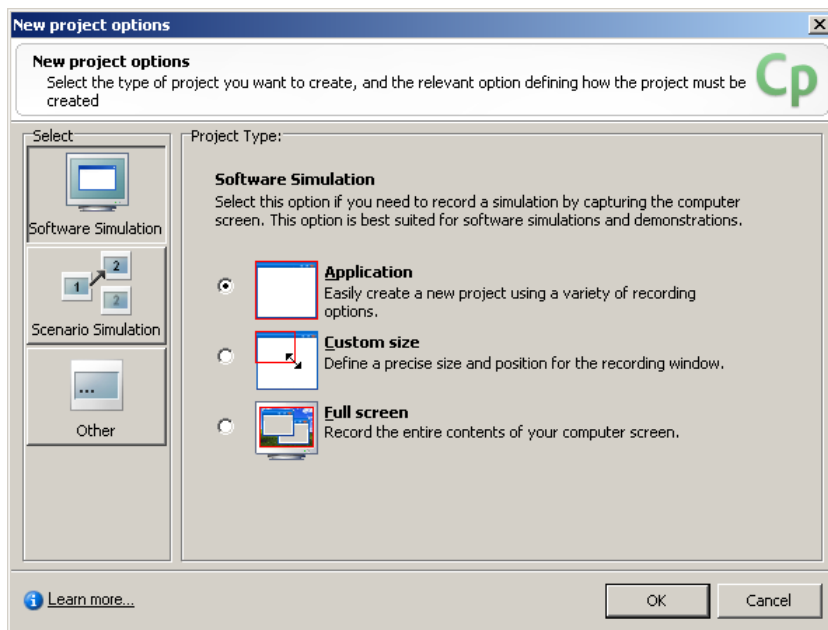 New project options
New project options
Select the type of project you want to create, and the relevant option defining how the project must be
created
Cp
Select
Software Simulation
1
2
2
Scenario Simulation
...
Other
Project Type:
Software Simulation
Select this option if you need to record a simulation by capturing the computer
screen. This option is best suited for software simulations and demonstrations.
Application
Easily create a new project using a variety of recording
options.
Custom size
Define a precise size and position for the recording window.
Full screen
Record the entire contents of your computer screen.
Learn more...
OK
Cancel